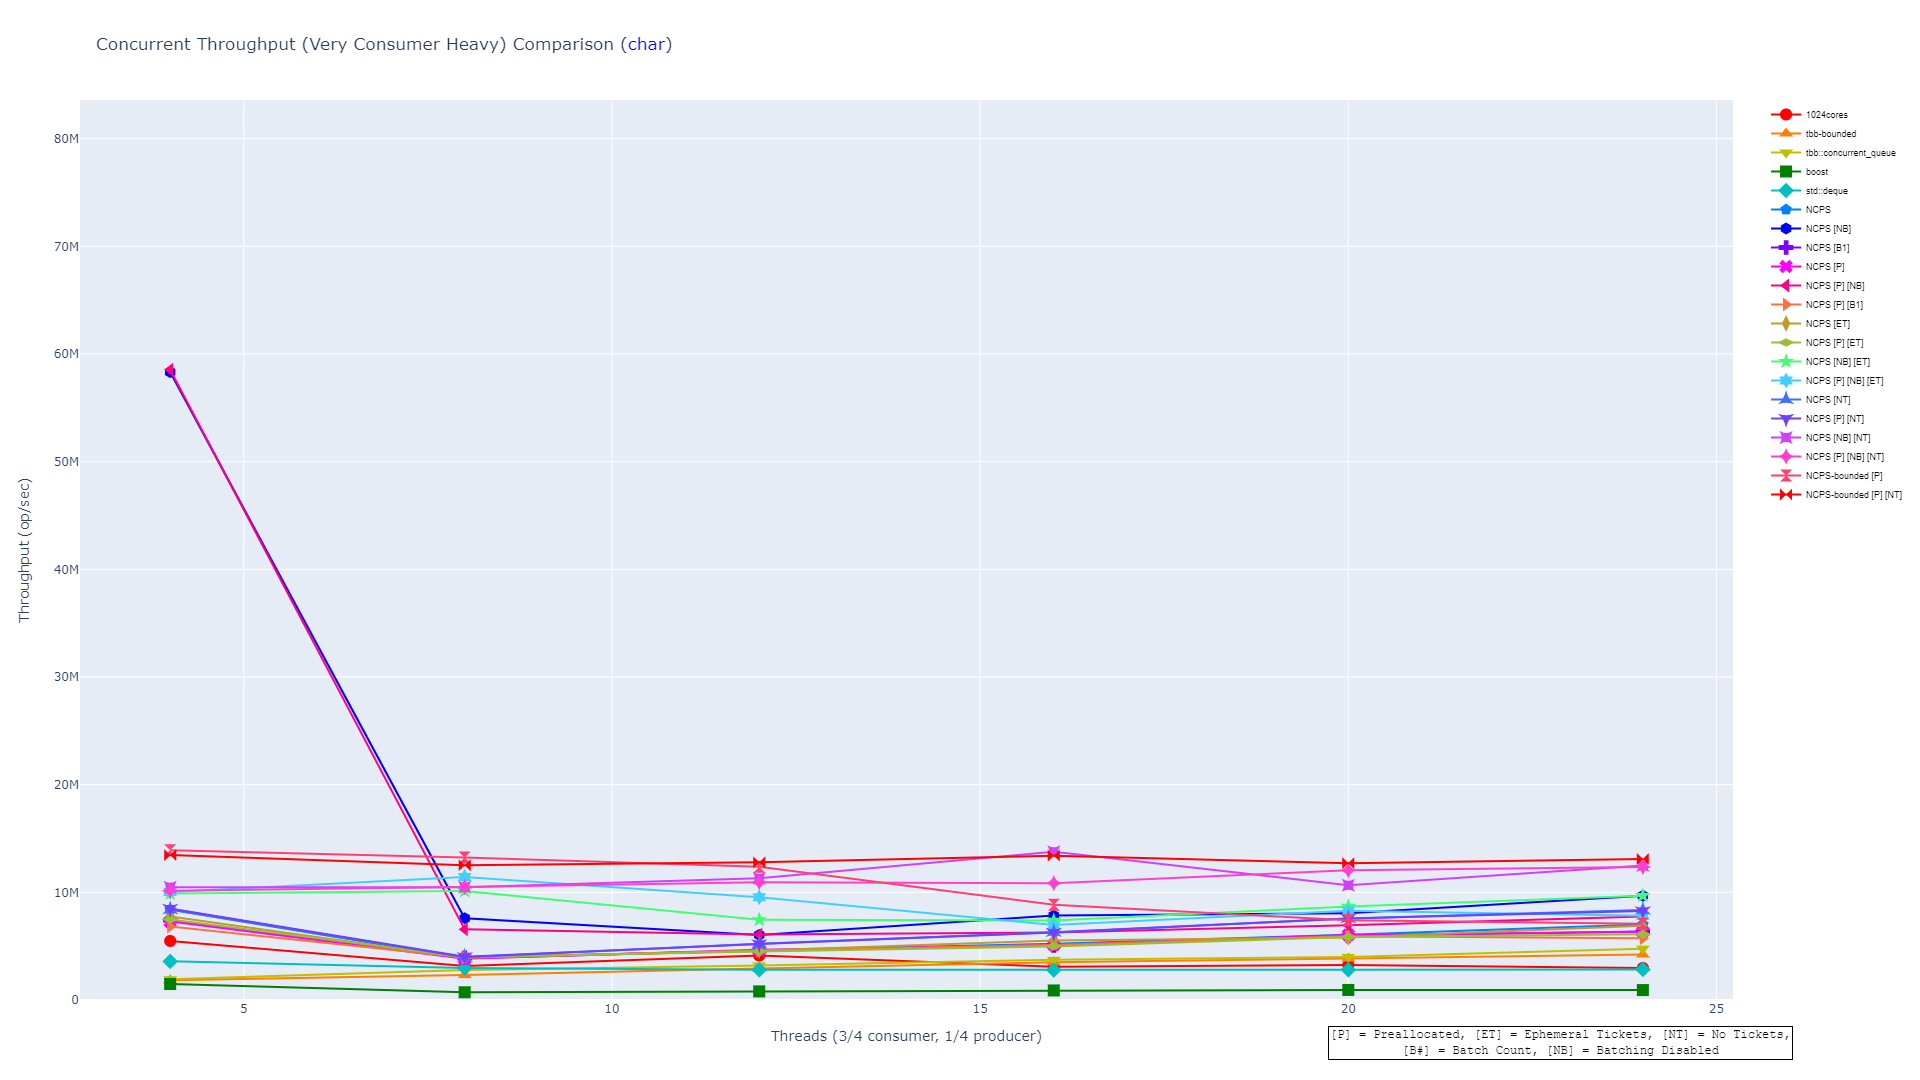 Concurrent Throughput (Very Consumer Heavy) Comparison (char)
80M
70M
60M
50M
40M
30M
20M
10M
0
Throughput (op/sec)
5
10
15
20
25
Threads (3/4 consumer, 1/4 producer)
1024cores
tbb-bounded
tbb::concurrent_queue
boost
std::deque
NCPS
NCPS [NB]
NCPS [B1]
NCPS [P]
NCPS [P] [NB]
NCPS [P] [B1]
NCPS [ET]
NCPS [P] [ET]
NCPS [NB] [ET]
NCPS [P] [NB] [ET]
NCPS [NT]
NCPS [P] [NT]
NCPS [NB] [NT]
NCPS [P] [NB] [NT]
NCPS-bounded [P]
NCPS-bounded [P] [NT]
[P] = Preallocated, [ET] = Ephemeral Tickets, [NT] = No Tickets,
[B#] = Batch Count, [NB] = Batching Disabled